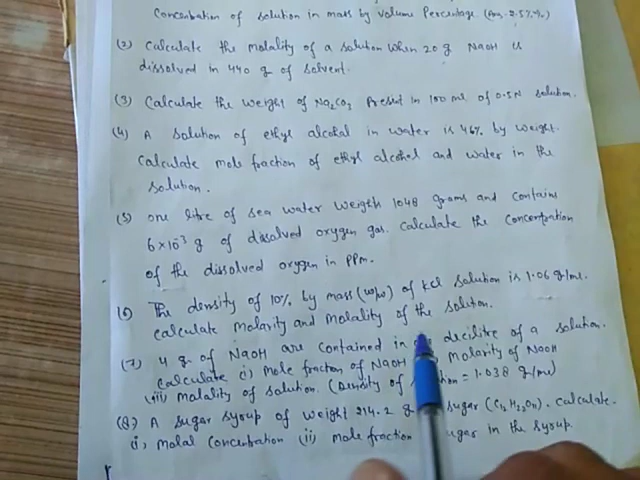 Concentration of solution in mass by volume Percentage. (Ans. 2.5%
(2) Calculate the molality of a solution when 20 g NaOH is
dissolved in 440 g of solvent.
(3) Calculate the weight of Na2CO3 Present in 100 ml of 0.5N solution.
(4) A solution of ethyl alcohol in water is 46% by weight.
Calculate mole fraction of ethyl alcohol and water in the
solution.
(5) one litre of sea water weigth 1048 grams and contains
6×10⁻³ g of dissolved oxygen gas. Calculate the concentration
of the dissolved oxygen in PPm.
(6) The density of 10% by mass (w/w) of KCl solution is 1.06 g/ml.
Calculate Molarity and Molality of the solution.
(7) 4 g of NaOH are contained in decilitre of a solution.
calculate (i) mole fraction of NaOH Molarity of NaOH
(iii) Molality of solution. (Density of = 1.038 g/ml)
(8) A sugar syrup of weight 214.2 g sugar (C12H22O11). Calculate
(i) Molal Concentration (ii) Mole fraction in the Syrup.